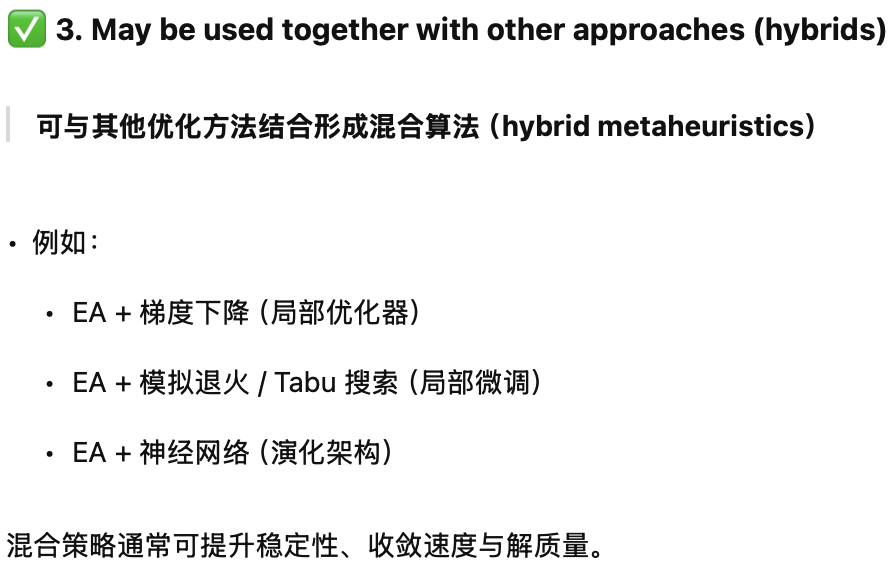 ✅ 3. May be used together with other approaches (hybrids)
可与其他优化方法结合形成混合算法（hybrid metaheuristics）
• 例如：
• EA + 梯度下降（局部优化器）
• EA + 模拟退火 / Tabu 搜索（局部微调）
• EA + 神经网络（演化架构）
混合策略通常可提升稳定性、收敛速度与解质量。